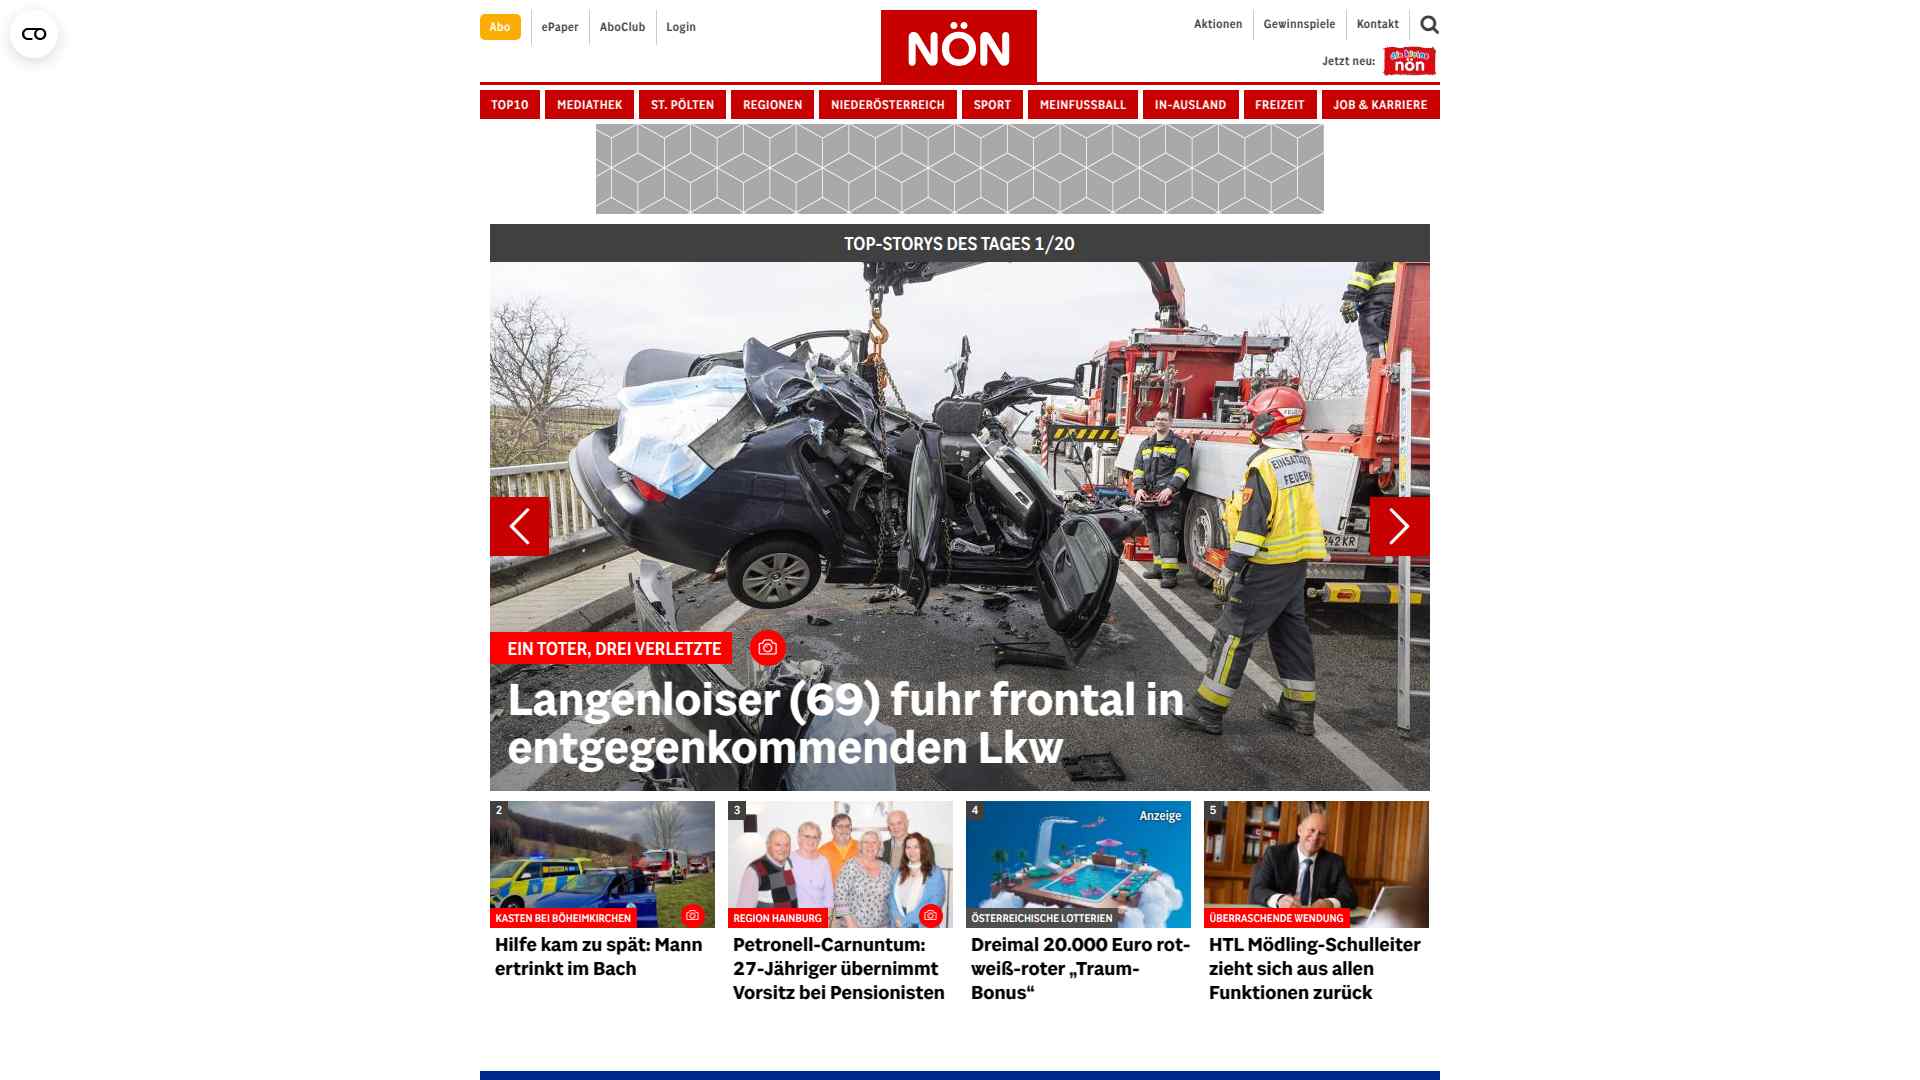 Abo
ePaper
AboClub
Login
NÖN
Aktionen
Gewinnspiele
Kontakt
Jetzt neu:
die kleine
nön
TOP10
MEDIATHEK
ST. PÖLTEN
REGIONEN
NIEDERÖSTERREICH
SPORT
MEINFUSSBALL
IN-AUSLAND
FREIZEIT
JOB & KARRIERE
TOP-STORYS DES TAGES 1/20
EIN TOTER, DREI VERLETZTE
Langenloiser (69) fuhr frontal in
entgegenkommenden Lkw
2
KASTEN BEI BÖHEIMKIRCHEN
Hilfe kam zu spät: Mann
ertrinkt im Bach
3
REGION HAINBURG
Petronell-Carnuntum:
27-Jähriger übernimmt
Vorsitz bei Pensionisten
4
Anzeige
ÖSTERREICHISCHE LOTTERIEN
Dreimal 20.000 Euro rot-
weiß-roter „Traum-
Bonus“
5
ÜBERRASCHENDE WENDUNG
HTL Mödling-Schulleiter
zieht sich aus allen
Funktionen zurück